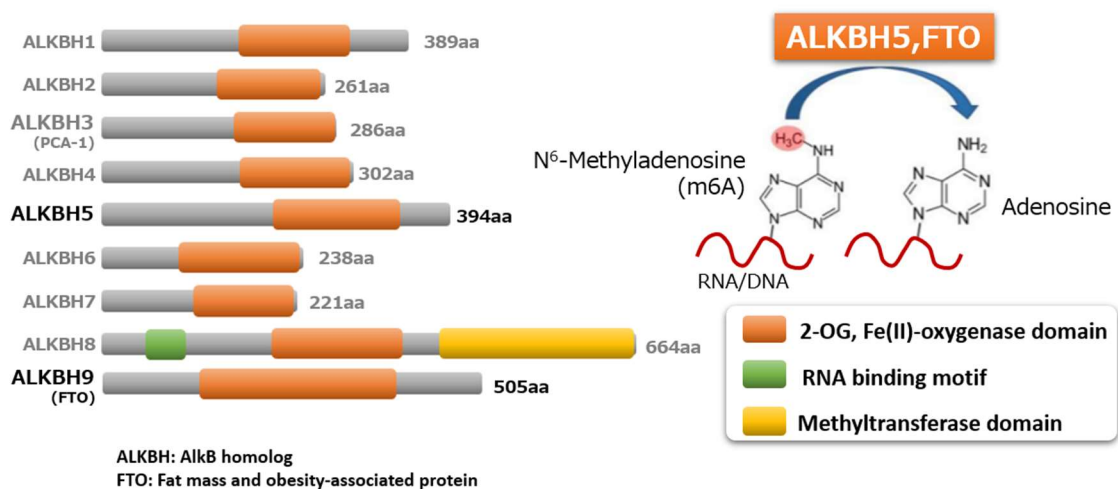 ALKBH1
389aa
ALKBH2
261aa
ALKBH3
(PCA-1)
286aa
ALKBH4
302aa
ALKBH5
394aa
ALKBH6
238aa
ALKBH7
221aa
ALKBH8
664aa
ALKBH9
(FTO)
505aa
ALKBH: AlkB homolog
FTO: Fat mass and obesity-associated protein
ALKBH5,FTO
H₃C
NH
N
N
N
N
N⁶-Methyladenosine
(m6A)
RNA/DNA
NH₂
N
N
N
N
Adenosine
2-OG, Fe(II)-oxygenase domain
RNA binding motif
Methyltransferase domain